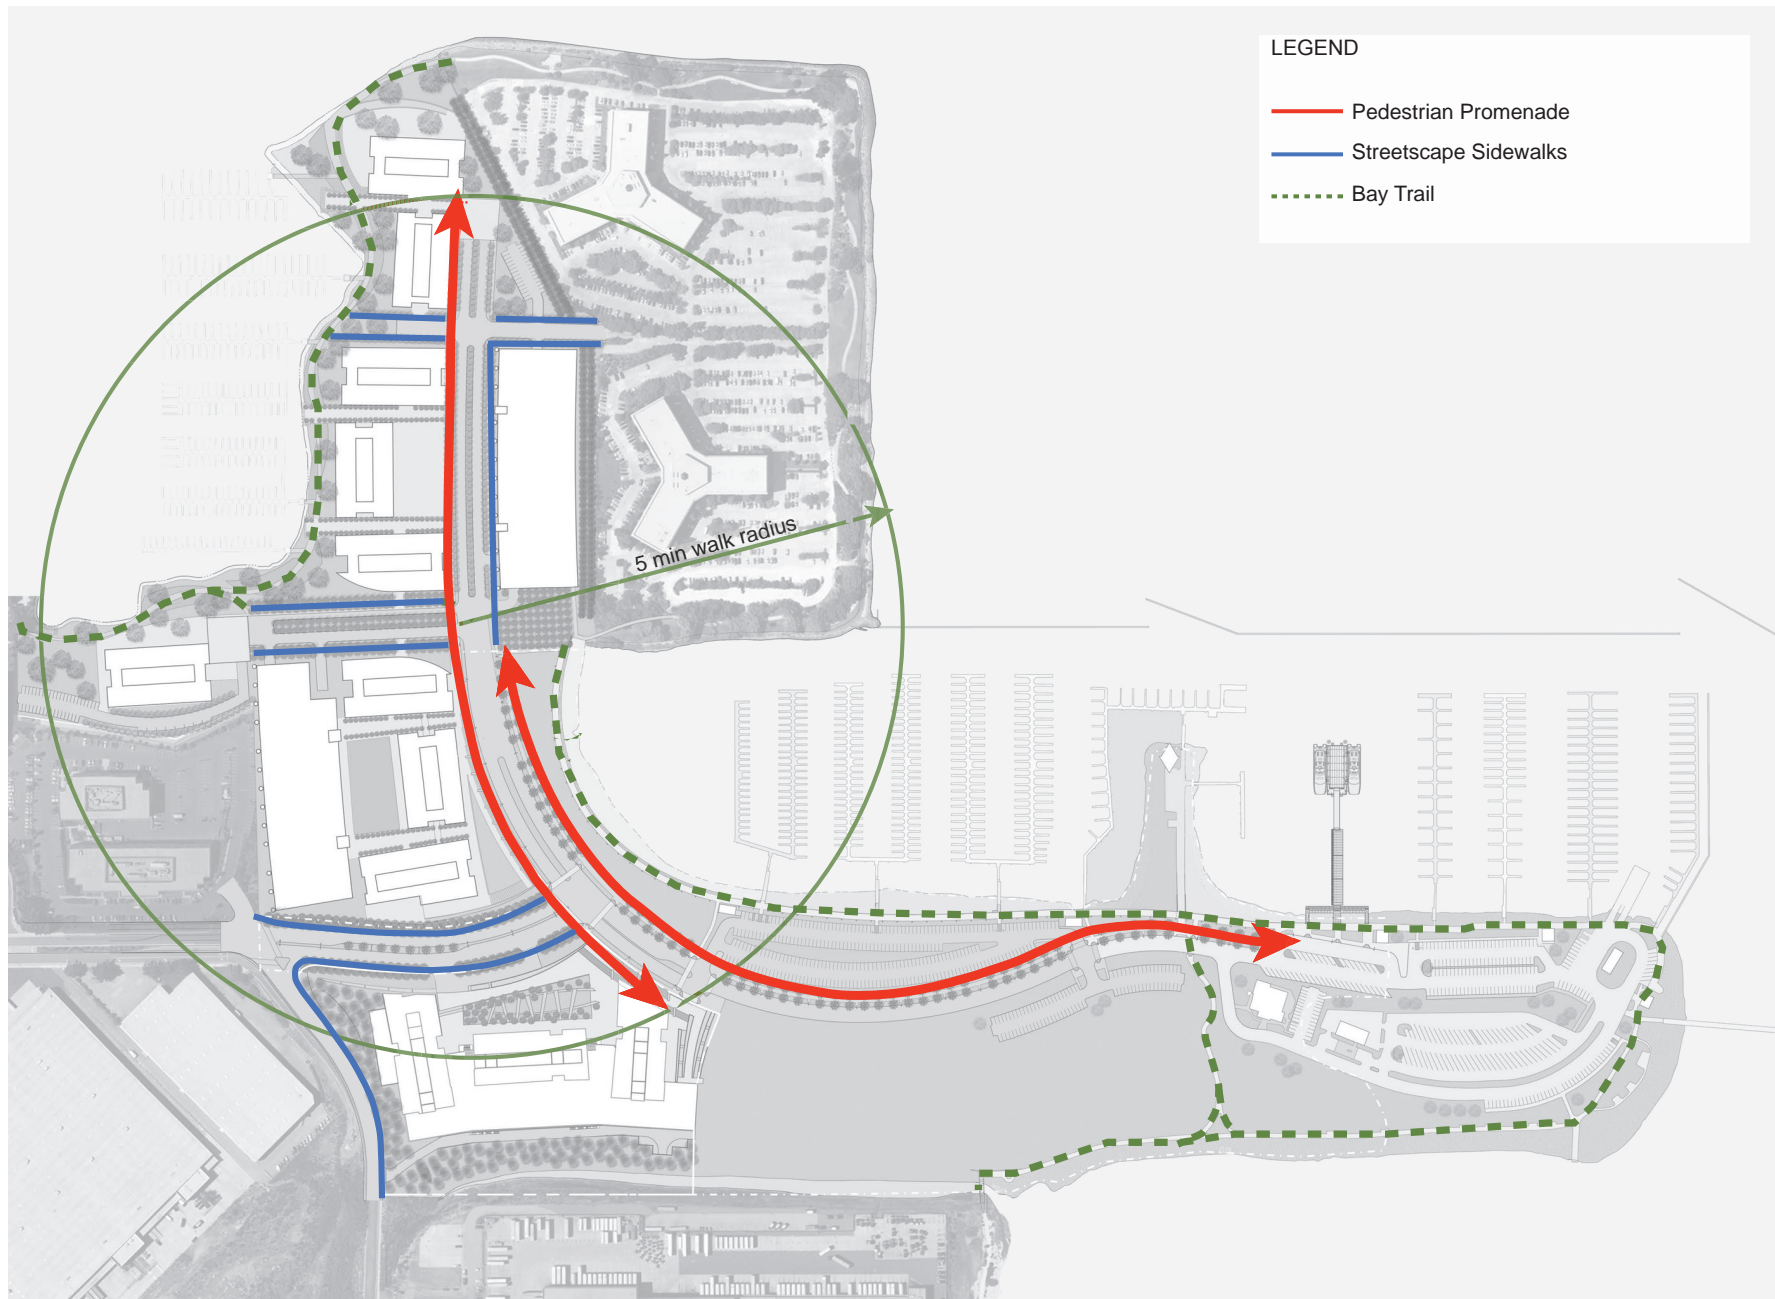 LEGEND
Pedestrian Promenade
Streetscape Sidewalks
Bay Trail
5 min walk radius